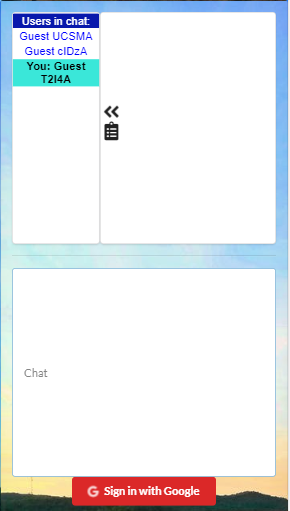 Users in chat:
Guest UCSMA
Guest cIDzA
You: Guest
T2I4A
Chat
Sign in with Google